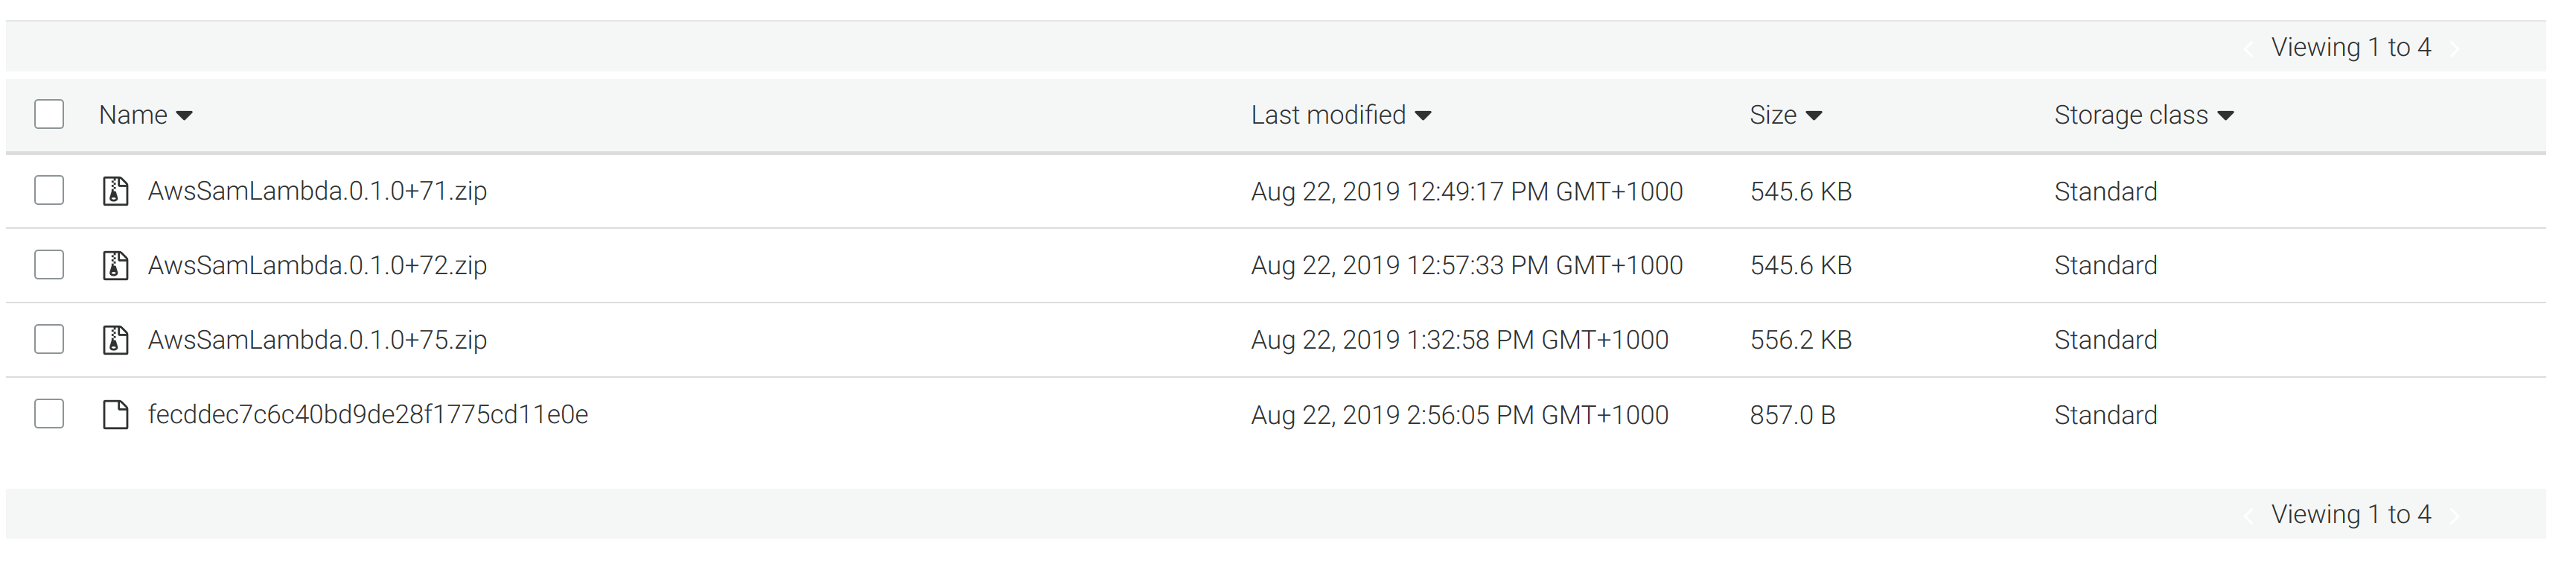 Viewing 1 to 4
Name Last modified Size Storage class
AwsSamLambda.0.1.0+71.zip Aug 22, 2019 12:49:17 PM GMT+1000 545.6 KB Standard
AwsSamLambda.0.1.0+72.zip Aug 22, 2019 12:57:33 PM GMT+1000 545.6 KB Standard
AwsSamLambda.0.1.0+75.zip Aug 22, 2019 1:32:58 PM GMT+1000 556.2 KB Standard
fecddec7c6c40bd9de28f1775cd11e0e Aug 22, 2019 2:56:05 PM GMT+1000 857.0 B Standard
Viewing 1 to 4